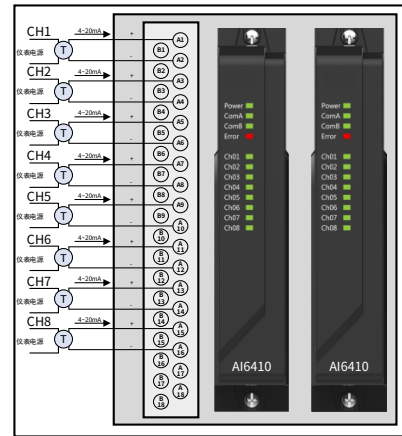 CH1 4~20mA +
仪表电源 T -
CH2 4~20mA +
仪表电源 T -
CH3 4~20mA +
仪表电源 T -
CH4 4~20mA +
仪表电源 T -
CH5 4~20mA +
仪表电源 T -
CH6 4~20mA +
仪表电源 T -
CH7 4~20mA +
仪表电源 T -
CH8 4~20mA +
仪表电源 T -
A1
B1
A2
B2
A3
B3
A4
B4
A5
B5
A6
B6
A7
B7
A8
B8
A9
B9
A10
B10
A11
B11
A12
B12
A13
B13
A14
B14
A15
B15
A16
B16
A17
B17
A18
B18
Power
ComA
ComB
Error
Ch01
Ch02
Ch03
Ch04
Ch05
Ch06
Ch07
Ch08
AI6410
Power
ComA
ComB
Error
Ch01
Ch02
Ch03
Ch04
Ch05
Ch06
Ch07
Ch08
AI6410